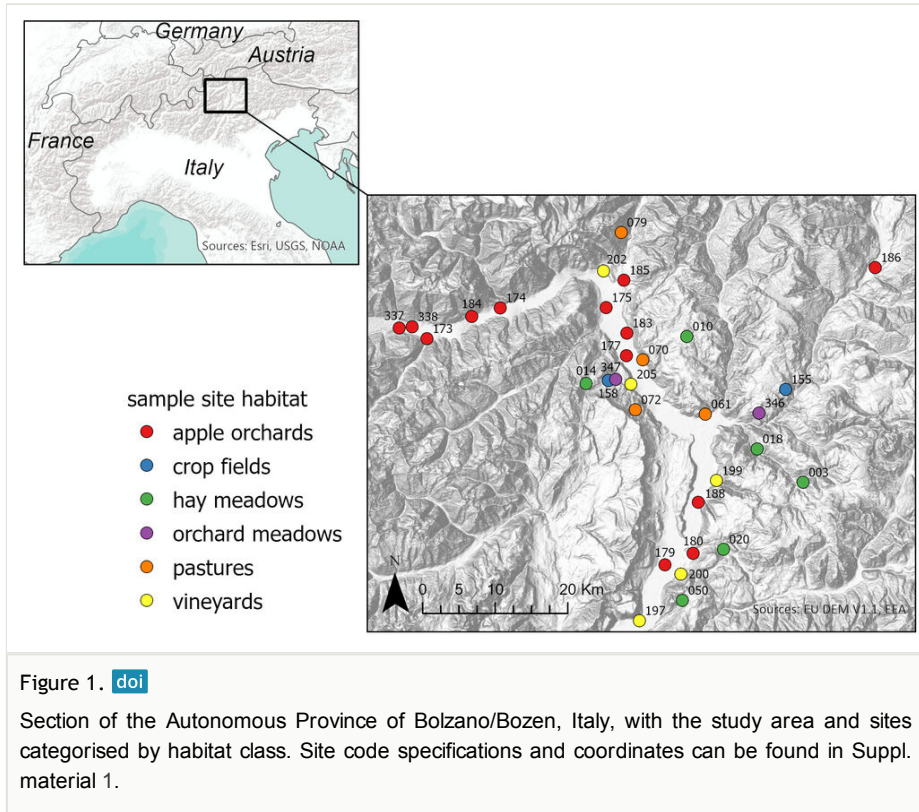 Germany
Austria
France
Italy
Sources: Esri, USGS, NOAA
079
202
186
185
174
175
184
337
338
173
183
010
177
070
014
347
205
155
158
072
061
346
018
199
003
188
180
020
179
200
050
197
sample site habitat
apple orchards
crop fields
hay meadows
orchard meadows
pastures
vineyards
N
0 5 10 20 Km
Sources: EU DEM V1.1, EEA
Figure 1. doi
Section of the Autonomous Province of Bolzano/Bozen, Italy, with the study area and sites
categorised by habitat class. Site code specifications and coordinates can be found in Suppl.
material 1.